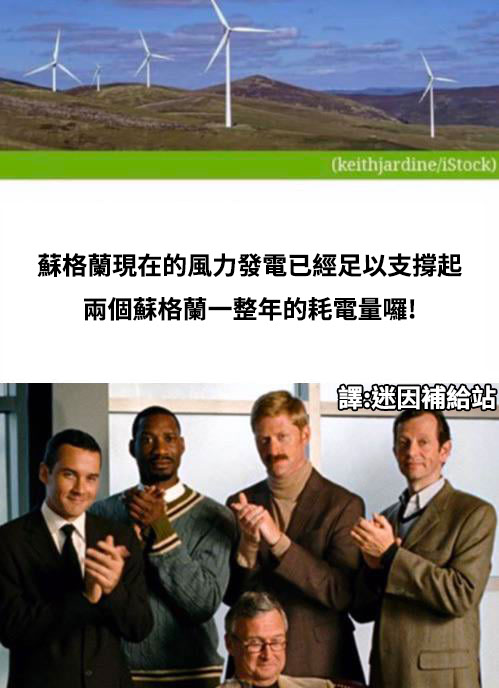 (keithjardine/iStock)
蘇格蘭現在的風力發電已經足以支撐起
兩個蘇格蘭一整年的耗電量囉!
譯:迷因補給站